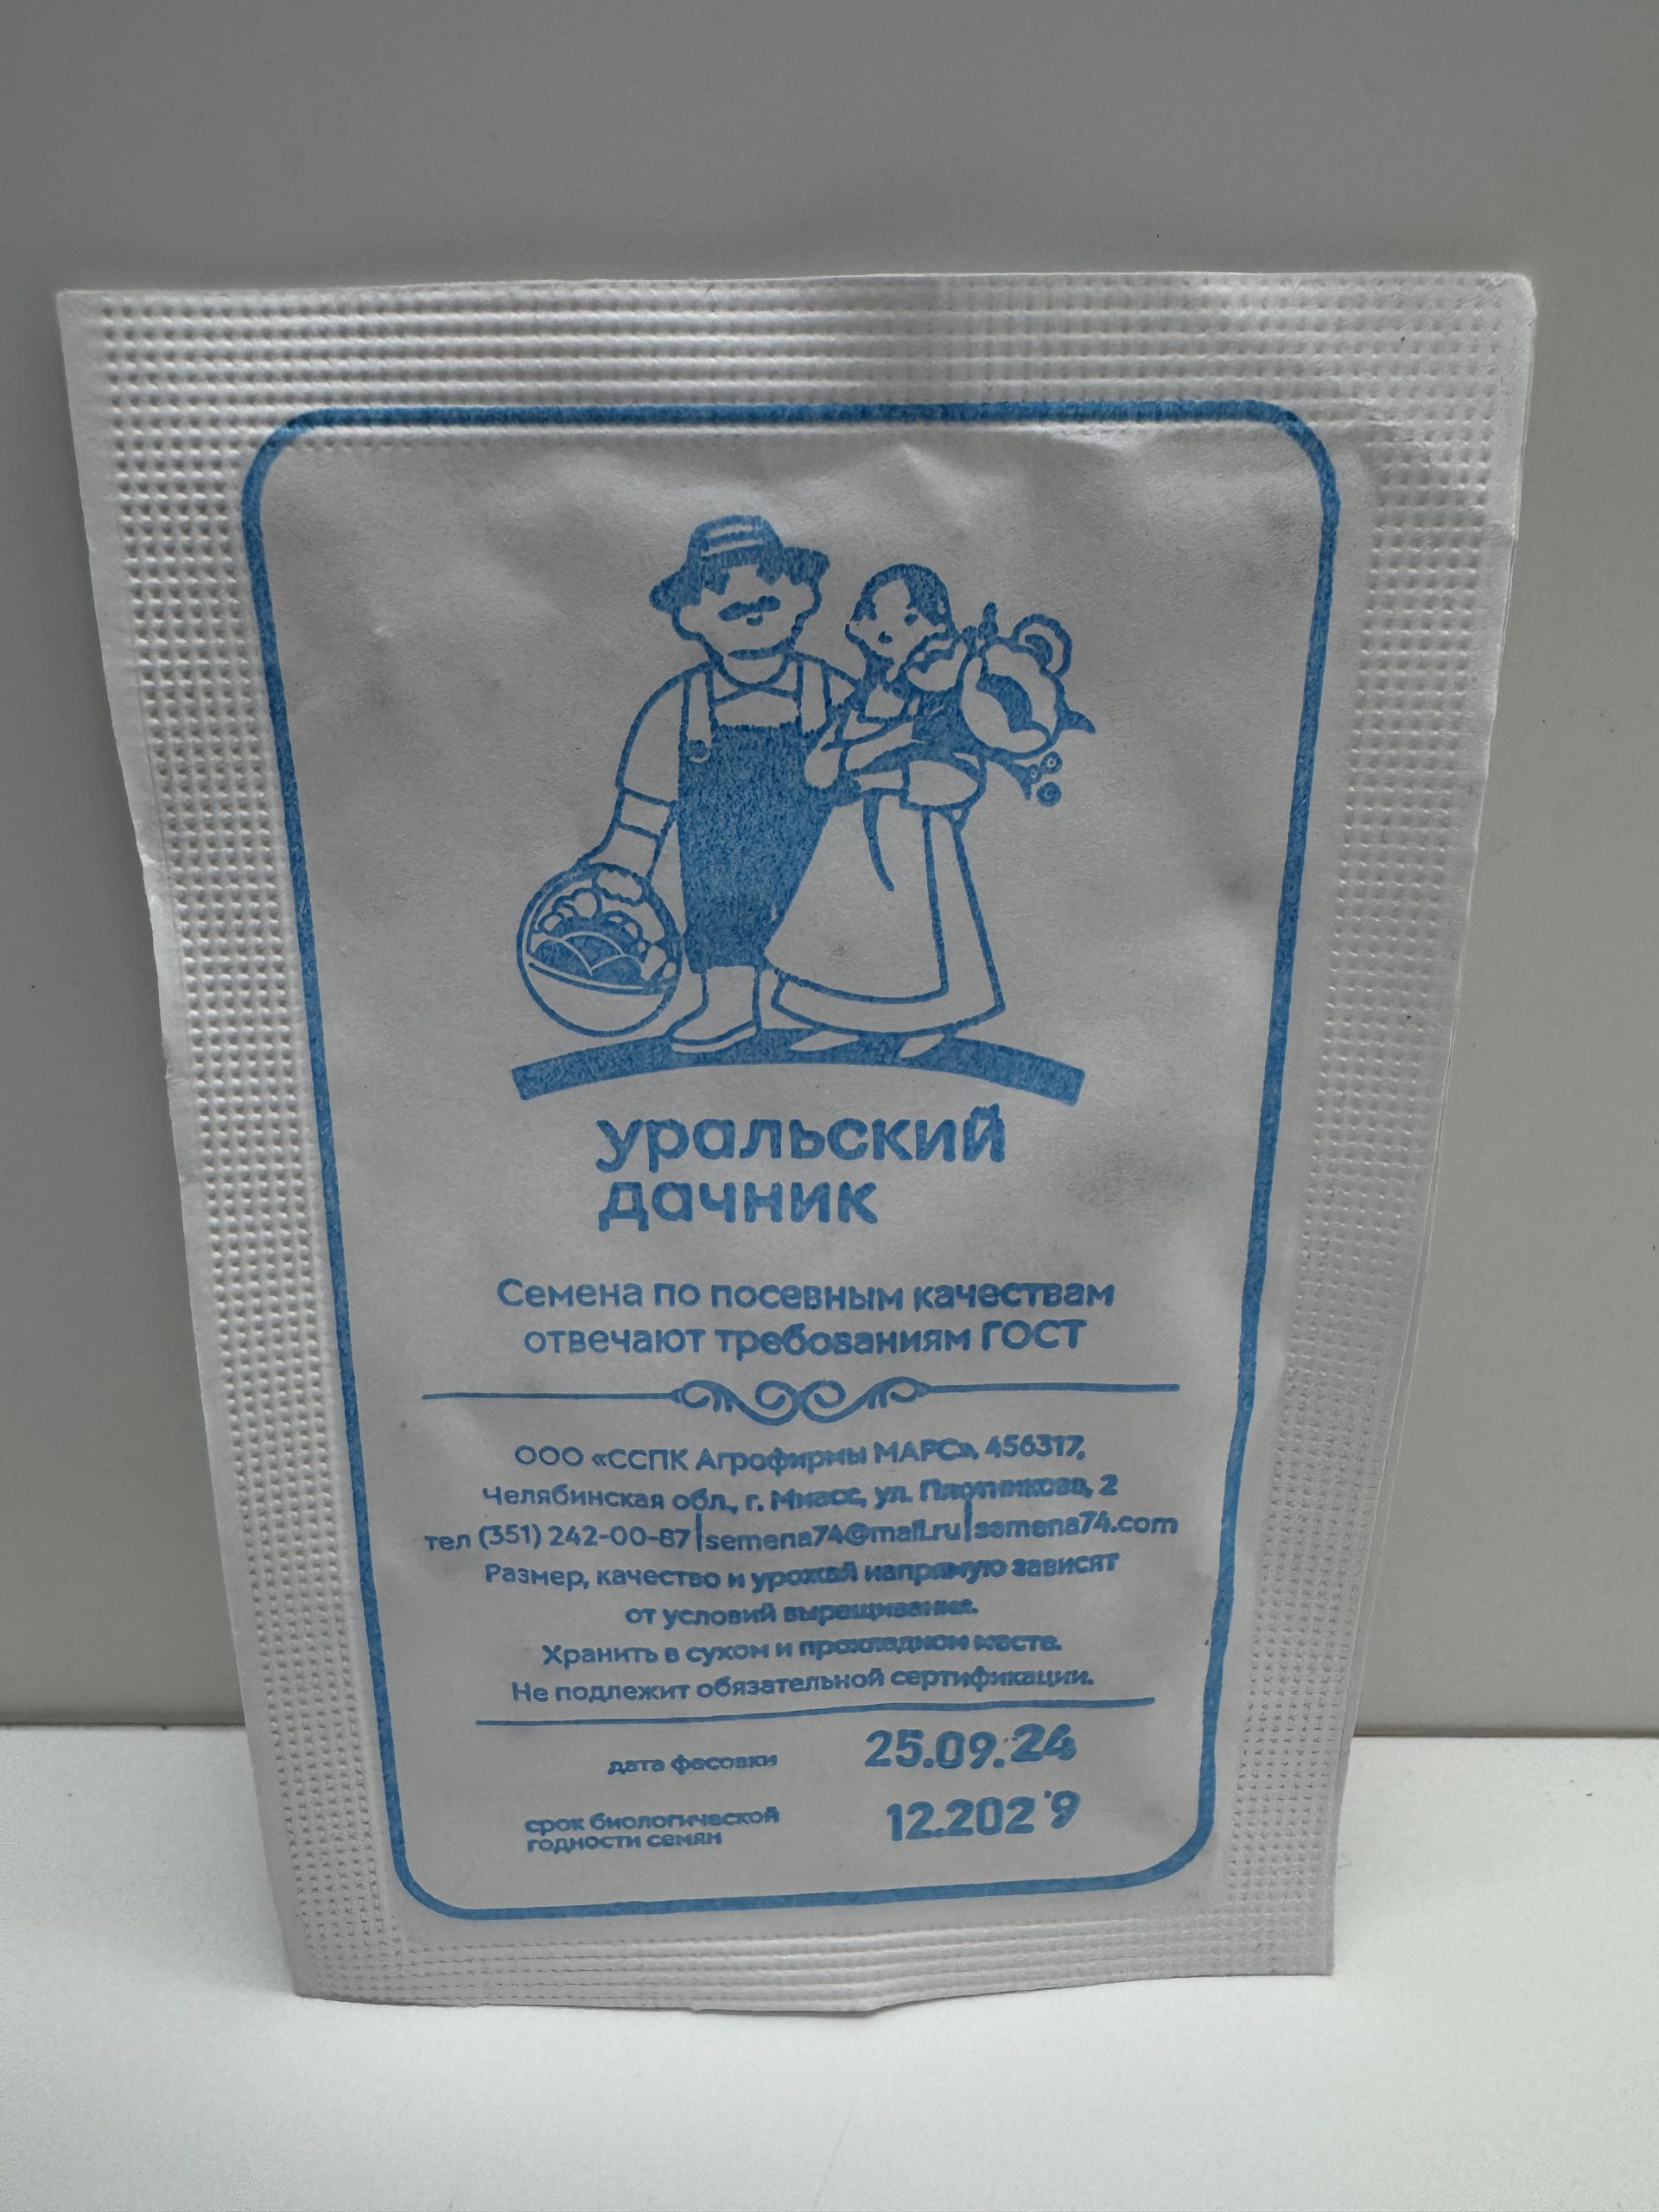 уральский
дачник
Семена по посевным качествам
отвечают требованиям ГОСТ
ООО «ССПК Агрофирмы МАРС», 456317,
Челябинская обл., г. Миасс, ул. Плотникова, 2
тел (351) 242-00-87|semena74@mail.ru|semena74.com
Размер, качество и урожай напрямую зависят
от условий выращивания.
Хранить в сухом и прохладном месте.
Не подлежит обязательной сертификации.
дата фасовки 25.09.24
срок биологической
годности семян 12.2029